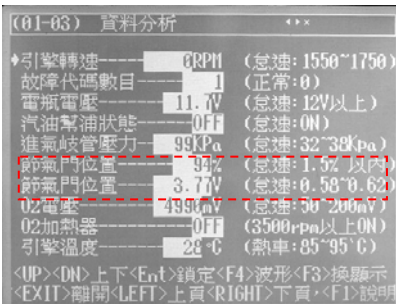 (01-03) 資料分析
♦引擎轉速-----0RPM (怠速:1550~1750)
故障代碼數目-----1 (正常:0)
電瓶電壓-----11.7V (怠速:12V以上)
汽油幫浦狀態----OFF (怠速:ON)
進氣歧管壓力--99KPa (怠速:32~38Kpa)
節氣門位置-----94% (怠速:1.5% 以內)
節氣門位置---3.77V (怠速:0.58~0.62)
O2電壓-----4990mV (怠速:50~200mV)
O2加熱器------OFF (3500rpm以上ON)
引擎溫度-----28℃ (熱車:85~95℃)
<UP><DN>上下<Ent>鎖定<F4>波形<F3>換顯示
<EXIT>離開<LEFT>上頁<RIGHT>下頁,<F1>說明